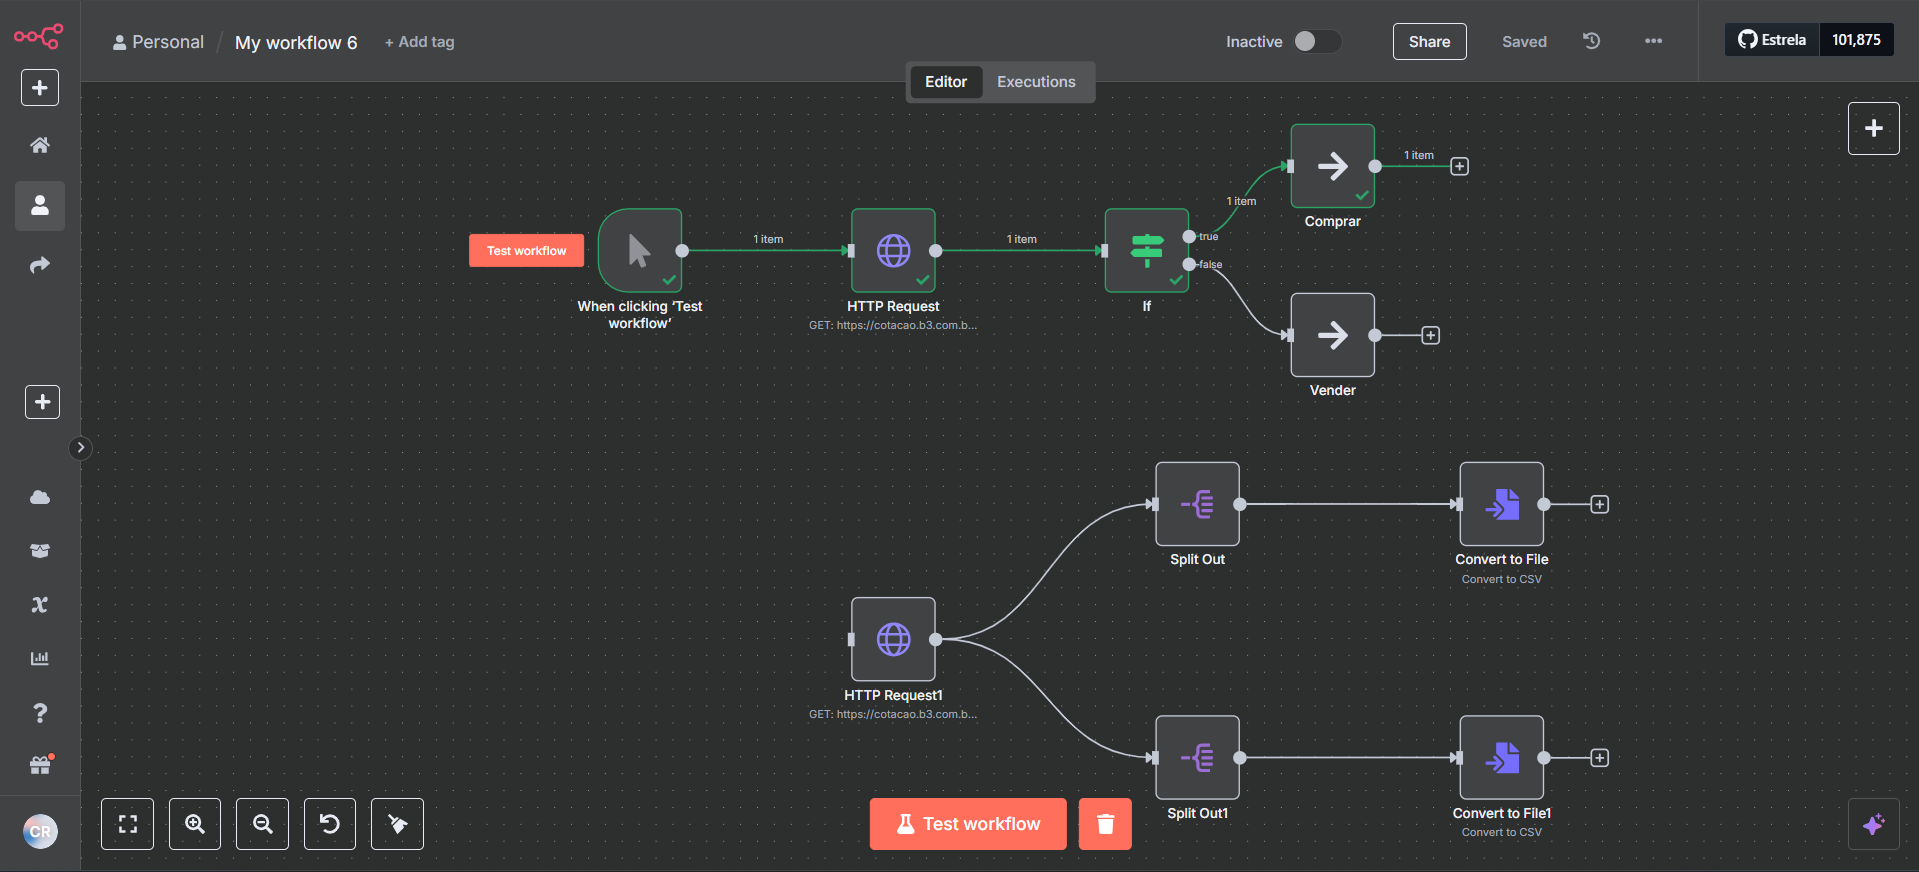 Personal / My workflow 6 + Add tag
Inactive
Share
Saved
Estrela 101,875
Editor Executions
1 item
Comprar
1 item
true
false
Test workflow
1 item
1 item
When clicking ‘Test
workflow’
HTTP Request
GET: https://cotacao.b3.com.b...
If
Vender
Split Out
Convert to File
Convert to CSV
HTTP Request1
GET: https://cotacao.b3.com.b...
Split Out1
Convert to File1
Convert to CSV
Test workflow
CR